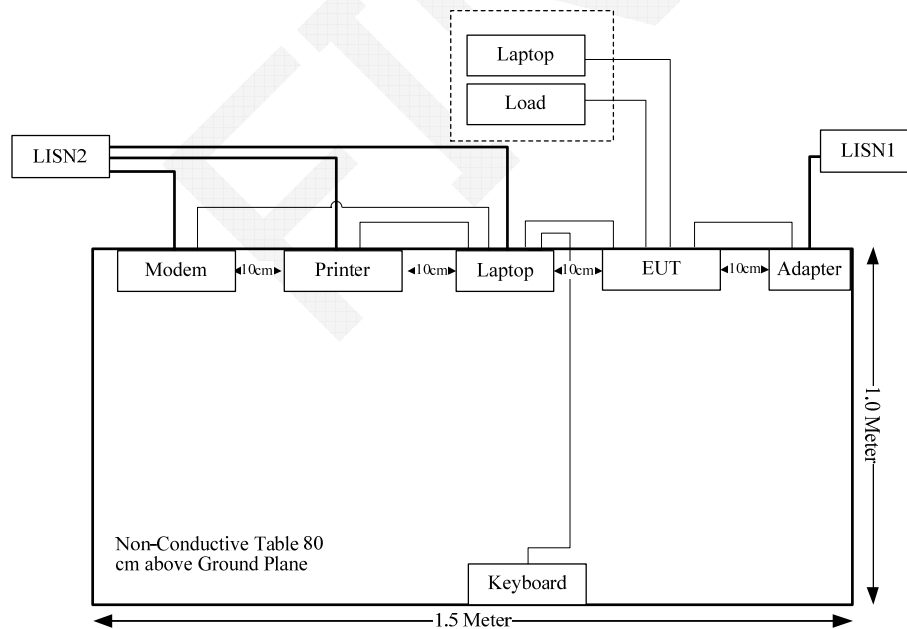 Laptop
Load
LISN2
LISN1
Modem
10cm
Printer
10cm
Laptop
10cm
EUT
10cm
Adapter
1.0 Meter
Non-Conductive Table 80
cm above Ground Plane
Keyboard
1.5 Meter